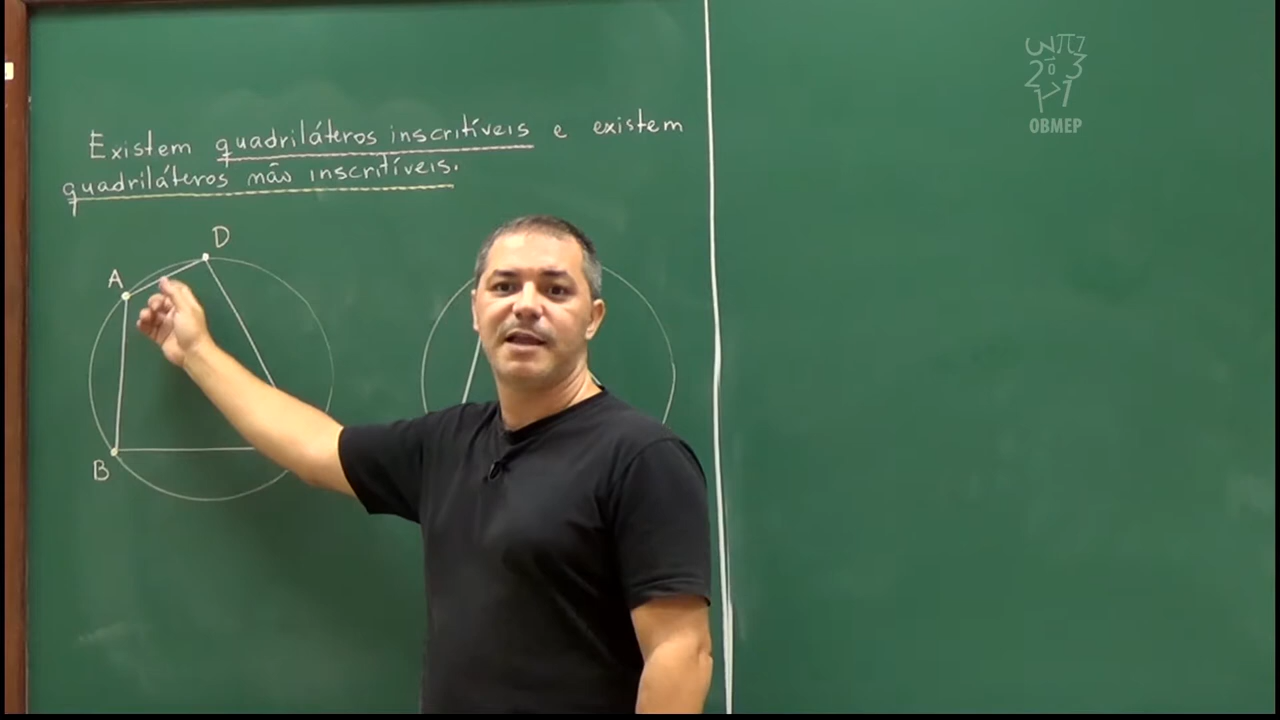 Existem quadriláteros inscritíveis e existem
quadriláteros não inscritíveis.
D
A
B
OBMEP